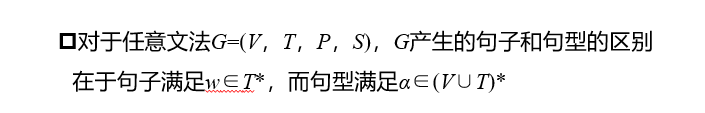 对于任意文法G=(V，T，P，S)，G产生的句子和句型的区别
在于句子满足w∈T*，而句型满足α∈(V∪T)*